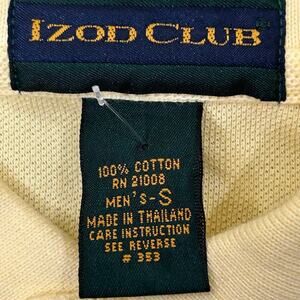 IZOD CLUB
100% COTTON
RN 21008
MEN'S-S
MADE IN THAILAND
CARE INSTRUCTION
SEE REVERSE
# 353